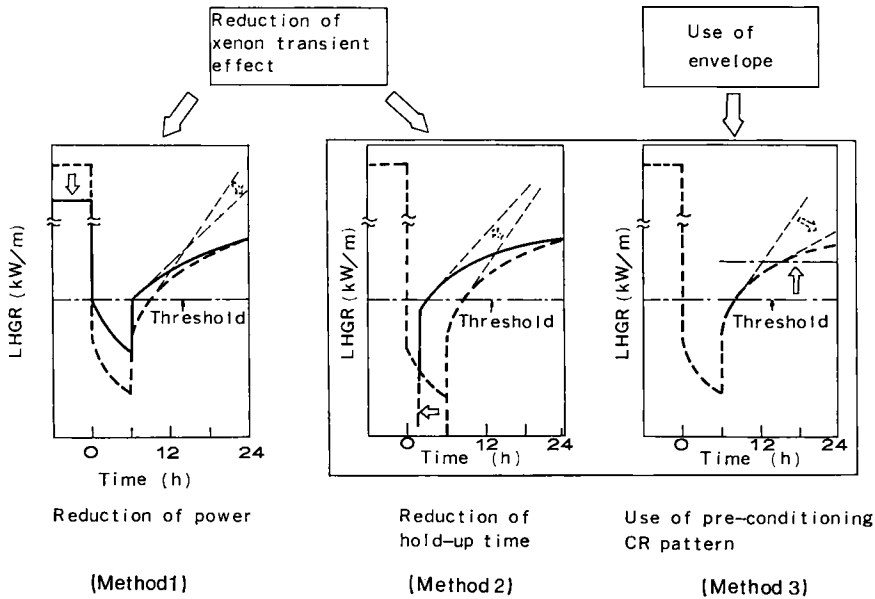 Reduction of
xenon transient
effect
Use of
envelope
LHGR (kW/m)
Threshold
0 12 24
Time (h)
Reduction of power
(Method1)
LHGR (kW/m)
Threshold
0 12 24
Time (h)
Reduction of
hold-up time
(Method 2)
LHGR (kW/m)
Threshold
0 12 24
Time (h)
Use of pre-conditioning
CR pattern
(Method 3)